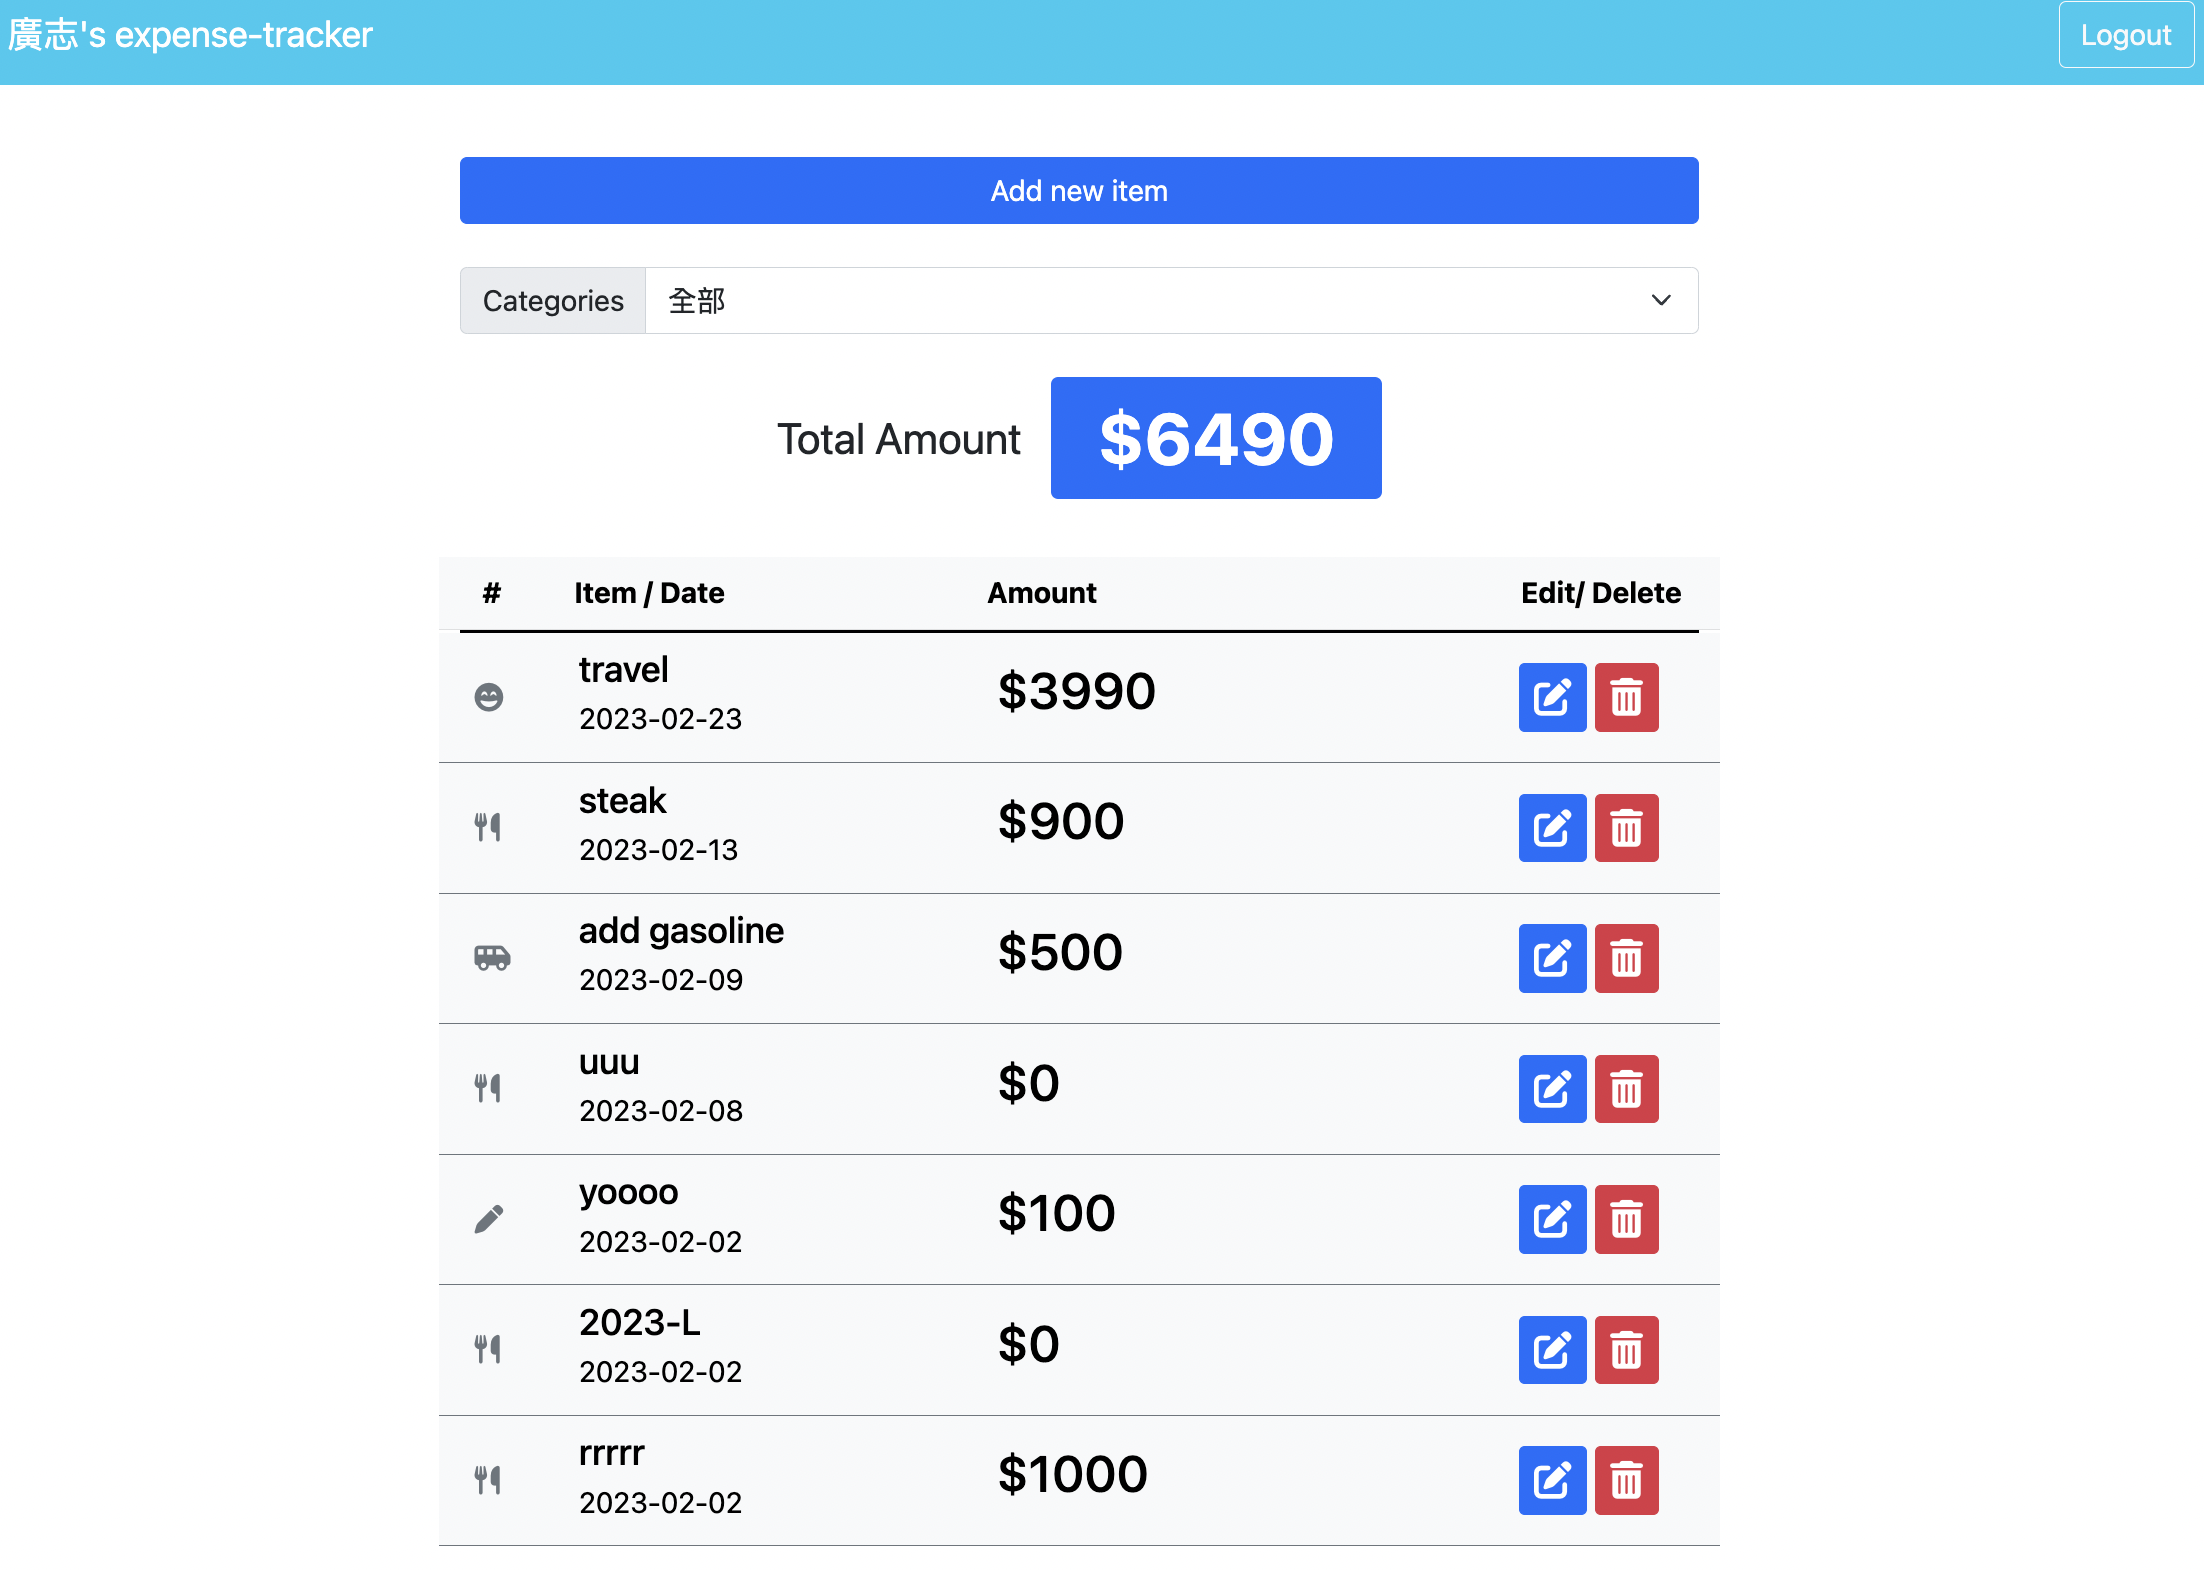 廣志's expense-tracker
Logout
Add new item
Categories 全部
Total Amount $6490
# Item / Date Amount Edit/ Delete
travel
2023-02-23
$3990
steak
2023-02-13
$900
add gasoline
2023-02-09
$500
uuu
2023-02-08
$0
yoooo
2023-02-02
$100
2023-L
2023-02-02
$0
rrrrr
2023-02-02
$1000